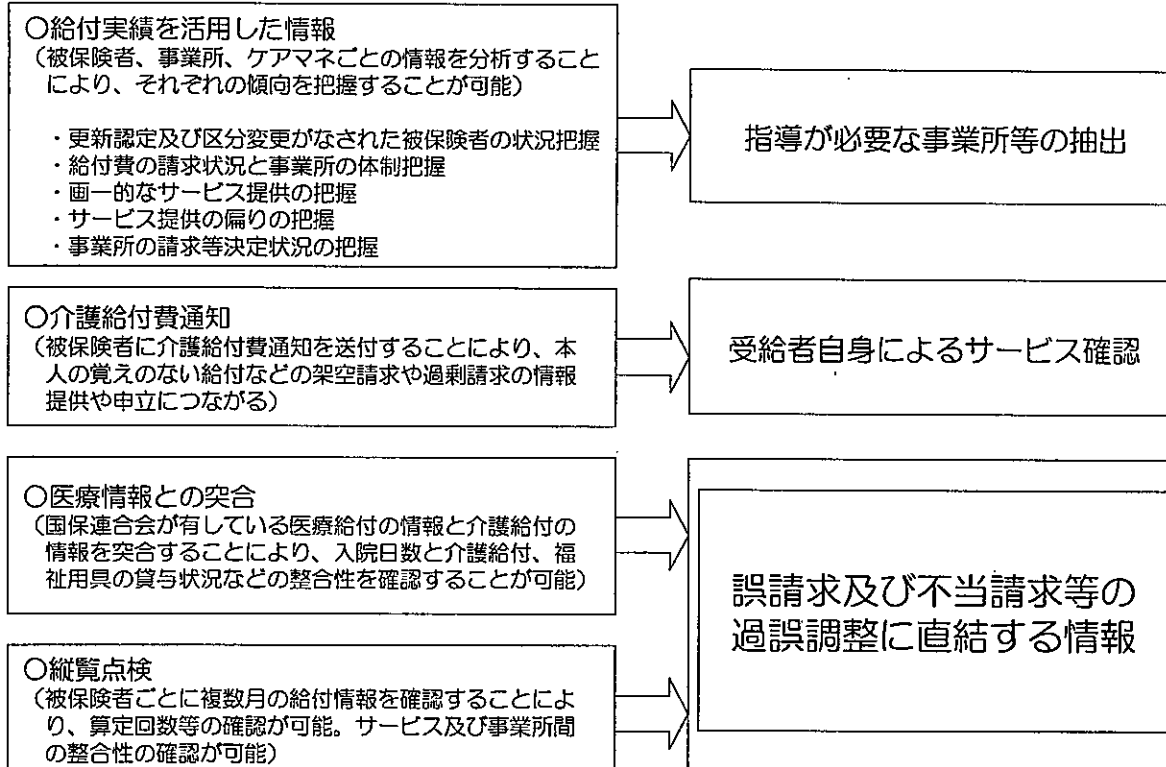 ○給付実績を活用した情報
（被保険者、事業所、ケアマネごとの情報を分析すること
により、それぞれの傾向を把握することが可能）
・更新認定及び区分変更がなされた被保険者の状況把握
・給付費の請求状況と事業所の体制把握
・画一的なサービス提供の把握
・サービス提供の偏りの把握
・事業所の請求等決定状況の把握
指導が必要な事業所等の抽出
○介護給付費通知
（被保険者に介護給付費通知を送付することにより、本
人の覚えのない給付などの架空請求や過剰請求の情報
提供や申立につながる）
受給者自身によるサービス確認
○医療情報との突合
（国保連合会が有している医療給付の情報と介護給付の
情報を突合することにより、入院日数と介護給付、福
祉用具の貸与状況などの整合性を確認することが可能）
○縦覧点検
（被保険者ごとに複数月の給付情報を確認することによ
り、算定回数等の確認が可能。サービス及び事業所間
の整合性の確認が可能）
誤請求及び不当請求等の
過誤調整に直結する情報